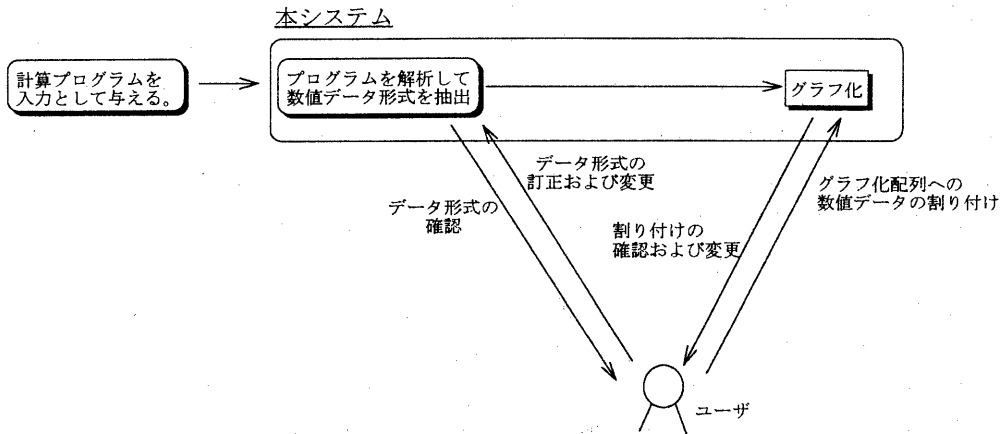 本システム
計算プログラムを
入力として与える。
プログラムを解析して
数値データ形式を抽出
グラフ化
データ形式の
訂正および変更
データ形式の
確認
グラフ化配列への
数値データの割り付け
割り付けの
確認および変更
ユーザ